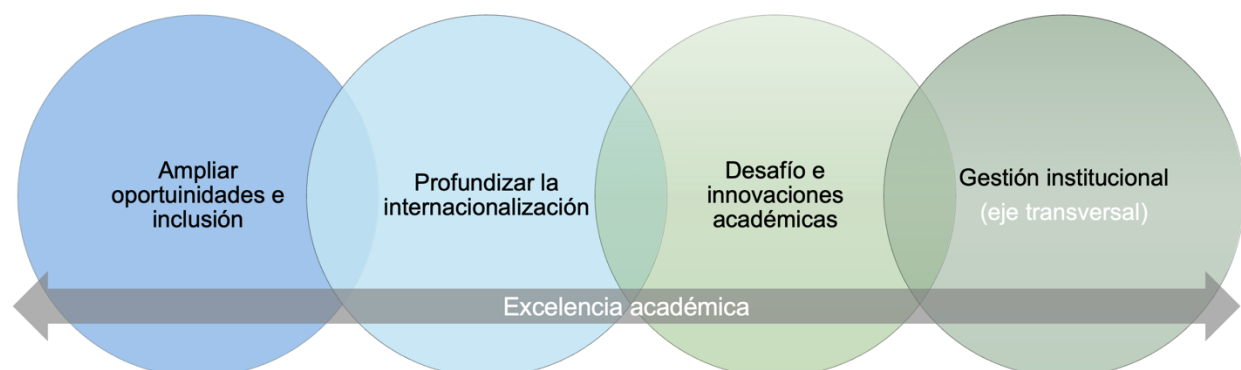 Ampliar
oportuinidades e
inclusión
Profundizar la
internacionalización
Desafío e
innovaciones
académicas
Gestión institucional
(eje transversal)
Excelencia académica